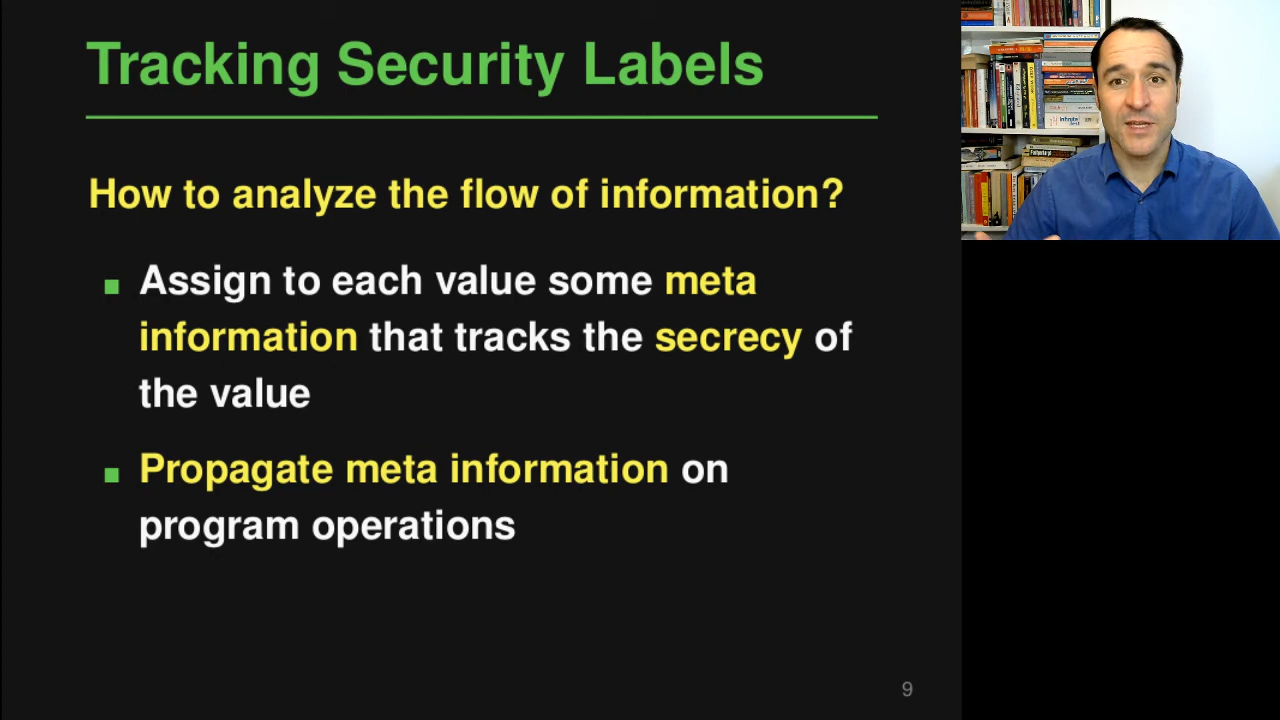 Tracking Security Labels
How to analyze the flow of information?
Assign to each value some meta
information that tracks the secrecy of
the value
Propagate meta information on
program operations
9